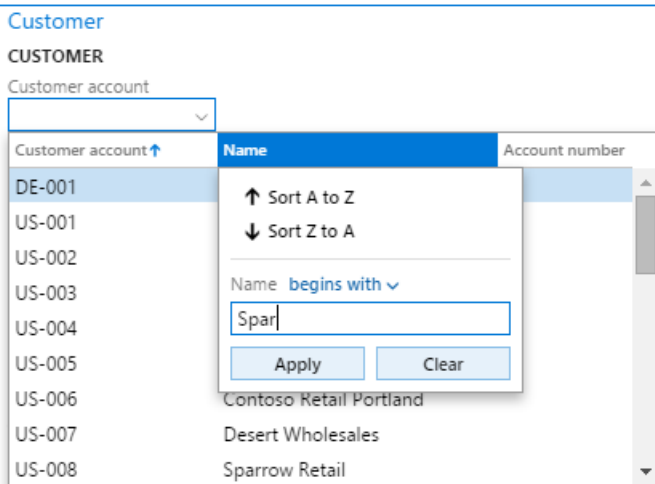 Customer
CUSTOMER
Customer account
Customer account↑ Name Account number
DE-001
US-001
US-002
US-003
US-004
US-005
US-006 Contoso Retail Portland
US-007 Desert Wholesales
US-008 Sparrow Retail
↑ Sort A to Z
↓ Sort Z to A
Name begins with
Spar
Apply Clear